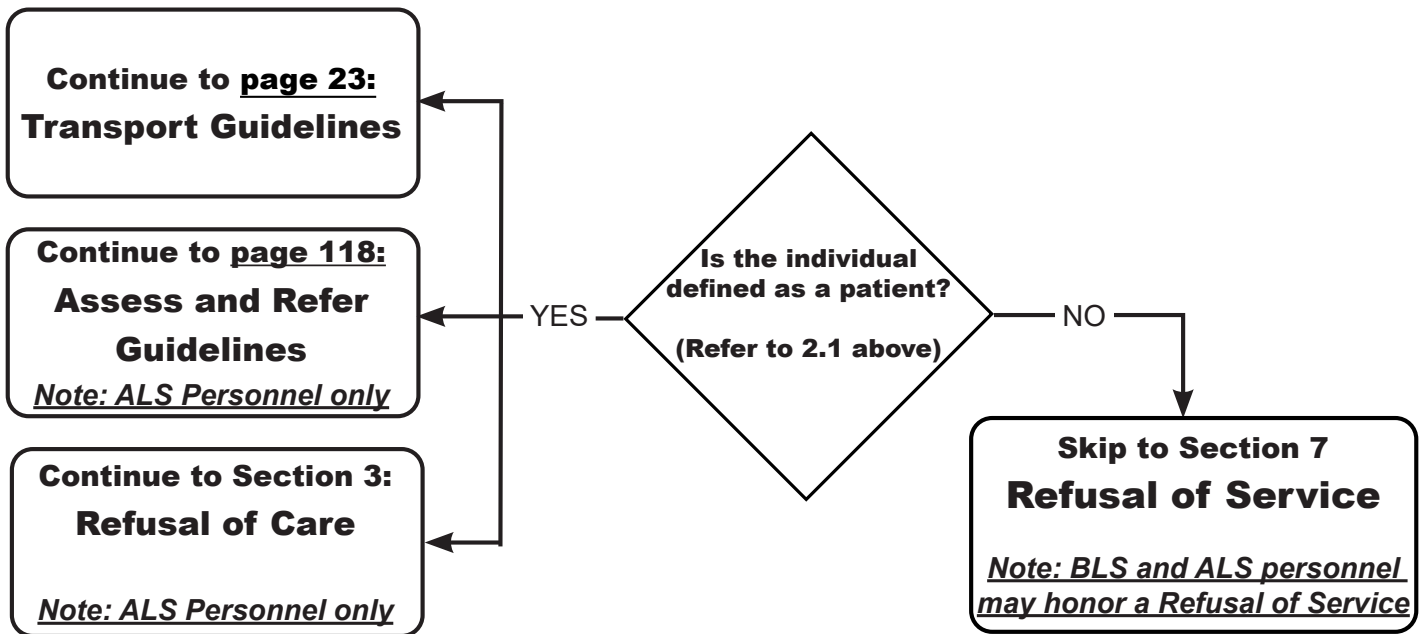 Continue to page 23:
Transport Guidelines
Continue to page 118:
Assess and Refer
Guidelines
Note: ALS Personnel only
Continue to Section 3:
Refusal of Care
Note: ALS Personnel only
YES
Is the individual
defined as a patient?
(Refer to 2.1 above)
NO
Skip to Section 7
Refusal of Service
Note: BLS and ALS personnel
may honor a Refusal of Service